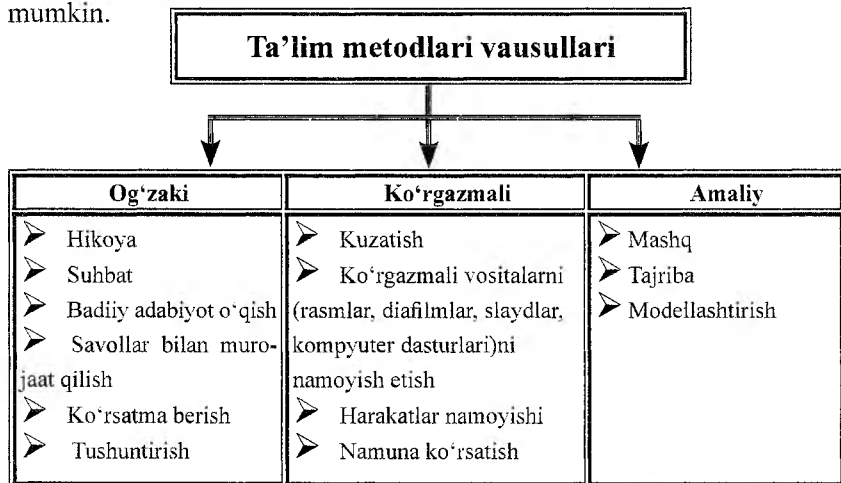 mumkin.
Ta’lim metodlari vausullari
Og‘zaki
➢ Hikoya
➢ Suhbat
➢ Badiiy adabiyot o‘qish
➢ Savollar bilan muro-
jaat qilish
➢ Ko‘rsatma berish
➢ Tushuntirish
Ko‘rgazmali
➢ Kuzatish
➢ Ko‘rgazmali vositalarni
(rasmlar, diafilmlar, slaydlar,
kompyuter dasturlari)ni
namoyish etish
➢ Harakatlar namoyishi
➢ Namuna ko‘rsatish
Amaliy
➢ Mashq
➢ Tajriba
➢ Modellashtirish